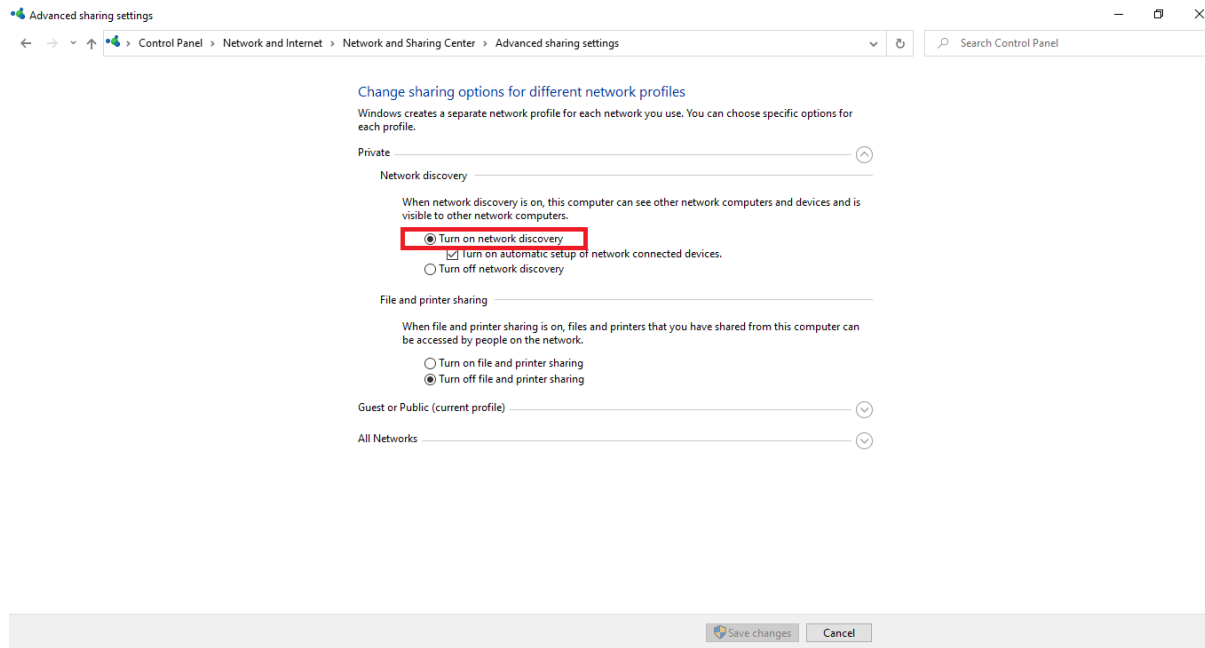 Advanced sharing settings
Control Panel > Network and Internet > Network and Sharing Center > Advanced sharing settings
Search Control Panel
Change sharing options for different network profiles
Windows creates a separate network profile for each network you use. You can choose specific options for
each profile.
Private
Network discovery
When network discovery is on, this computer can see other network computers and devices and is
visible to other network computers.
Turn on network discovery
Turn on automatic setup of network connected devices.
Turn off network discovery
File and printer sharing
When file and printer sharing is on, files and printers that you have shared from this computer can
be accessed by people on the network.
Turn on file and printer sharing
Turn off file and printer sharing
Guest or Public (current profile)
All Networks
Save changes
Cancel